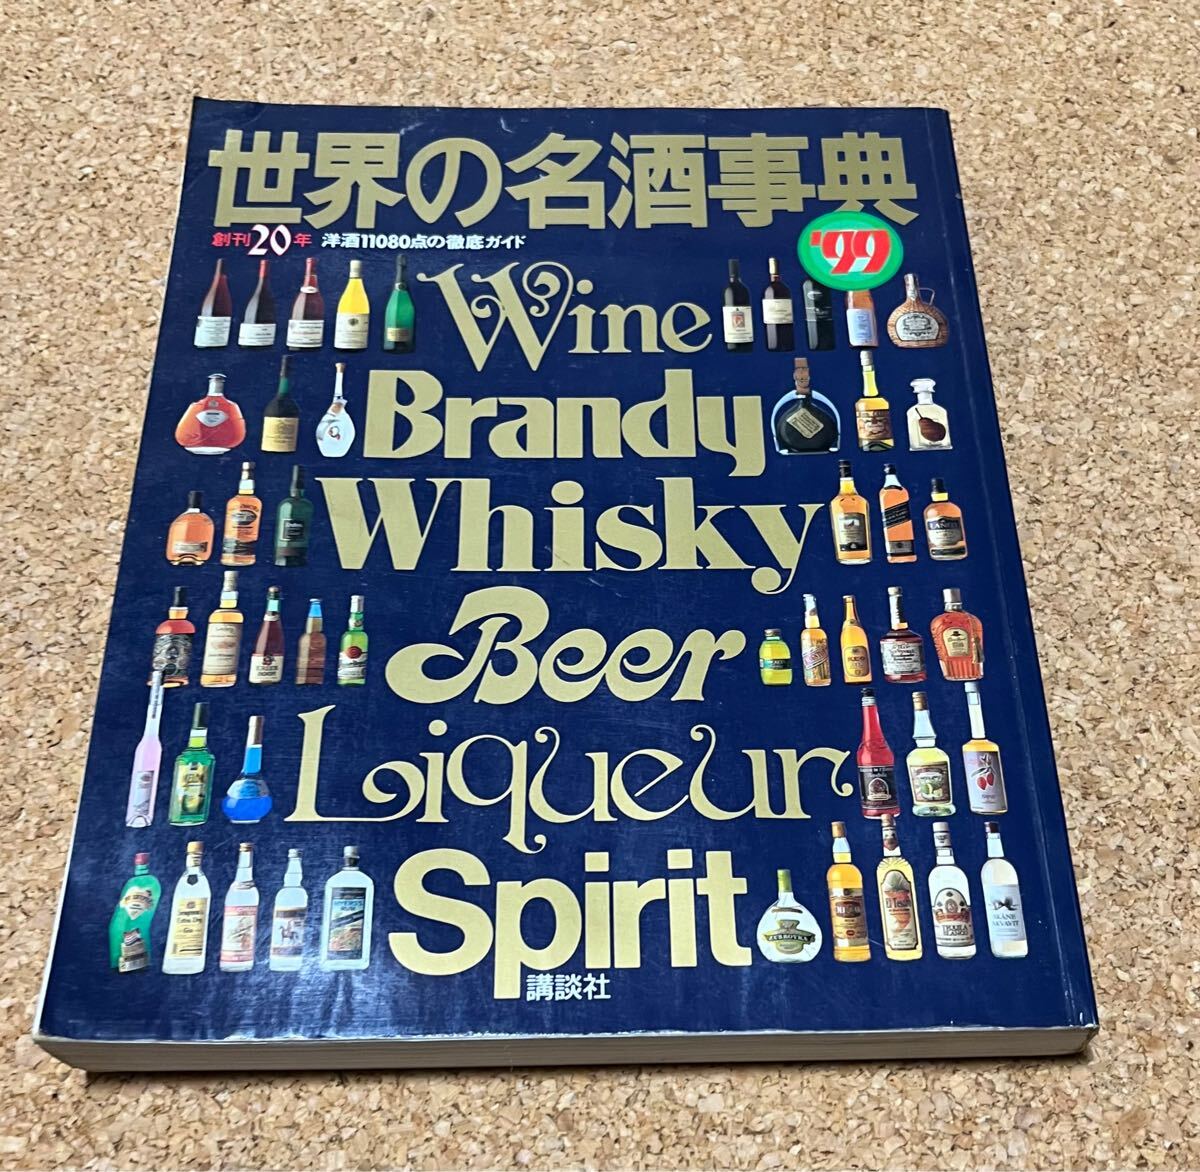 世界の名酒事典
'99
創刊20年 洋酒11080点の徹底ガイド
Wine
Brandy
Whisky
Beer
Liqueur
Spirit
講談社